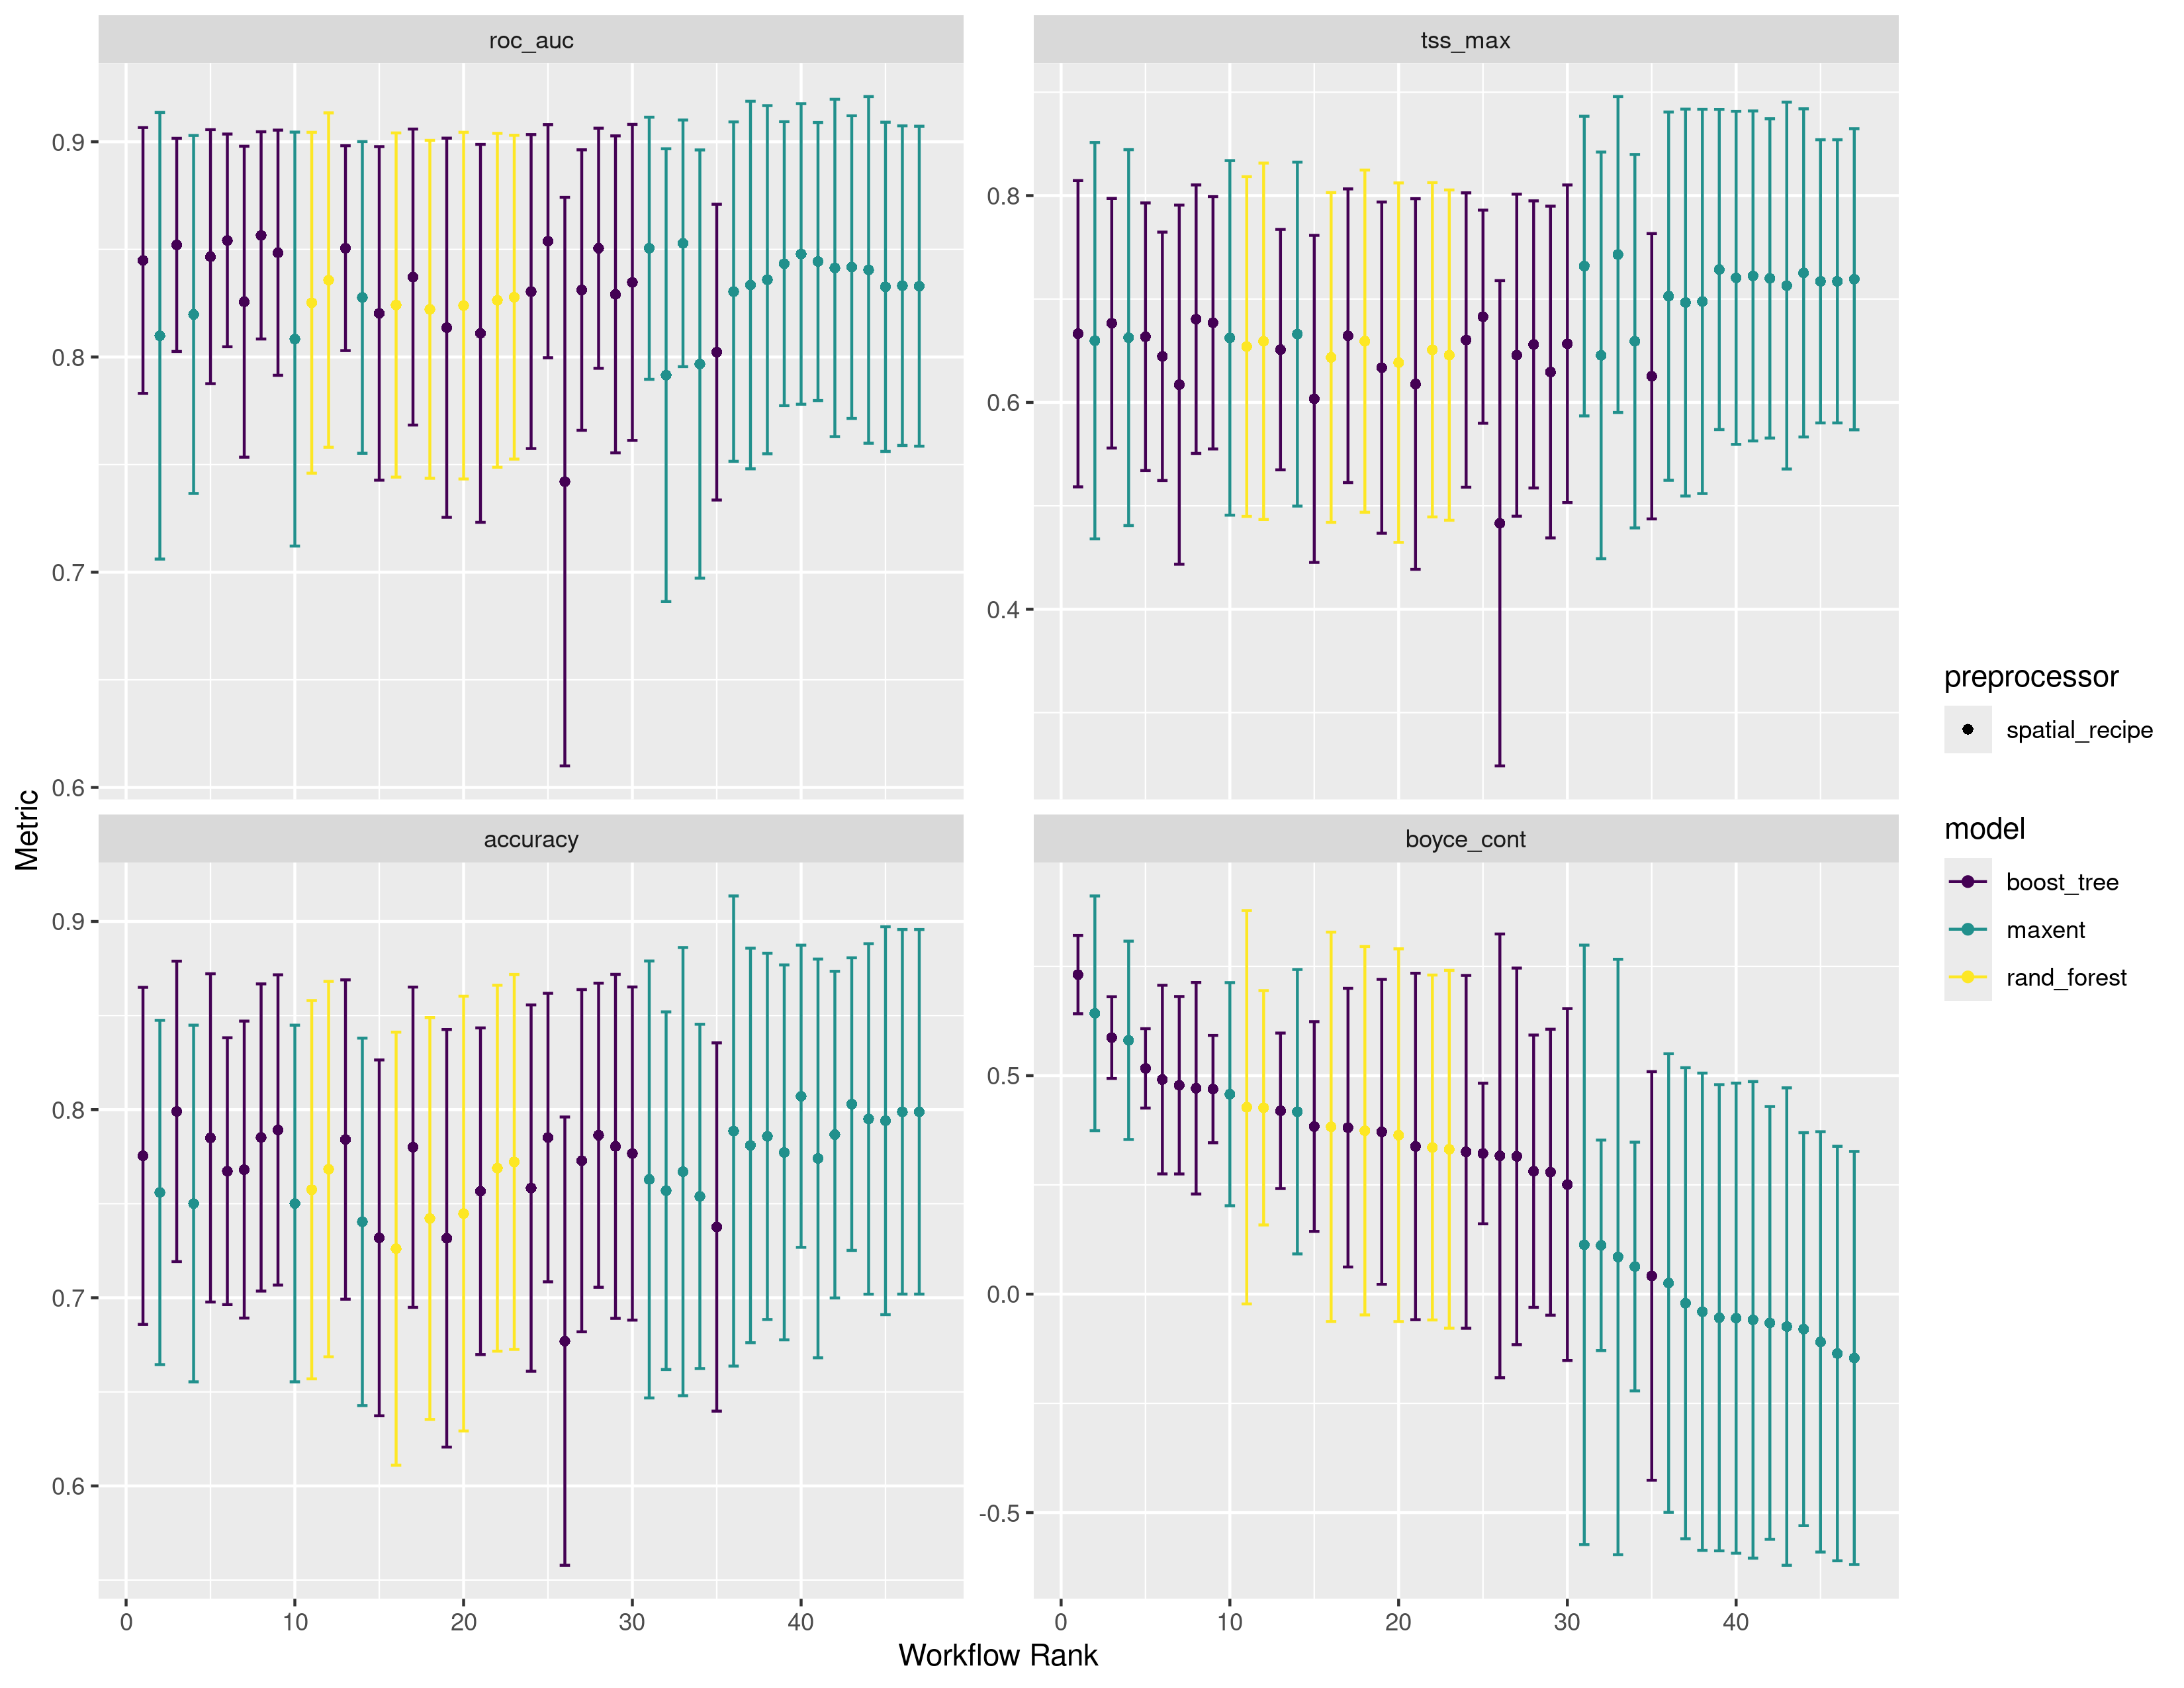 roc_auc
tss_max
0.9
0.8
0.7
0.6
0.8
0.6
0.4
accuracy
boyce_cont
0.9
0.8
0.7
0.6
0.5
0.0
-0.5
0 10 20 30 40
0 10 20 30 40
Metric
Workflow Rank
preprocessor
spatial_recipe
model
boost_tree
maxent
rand_forest